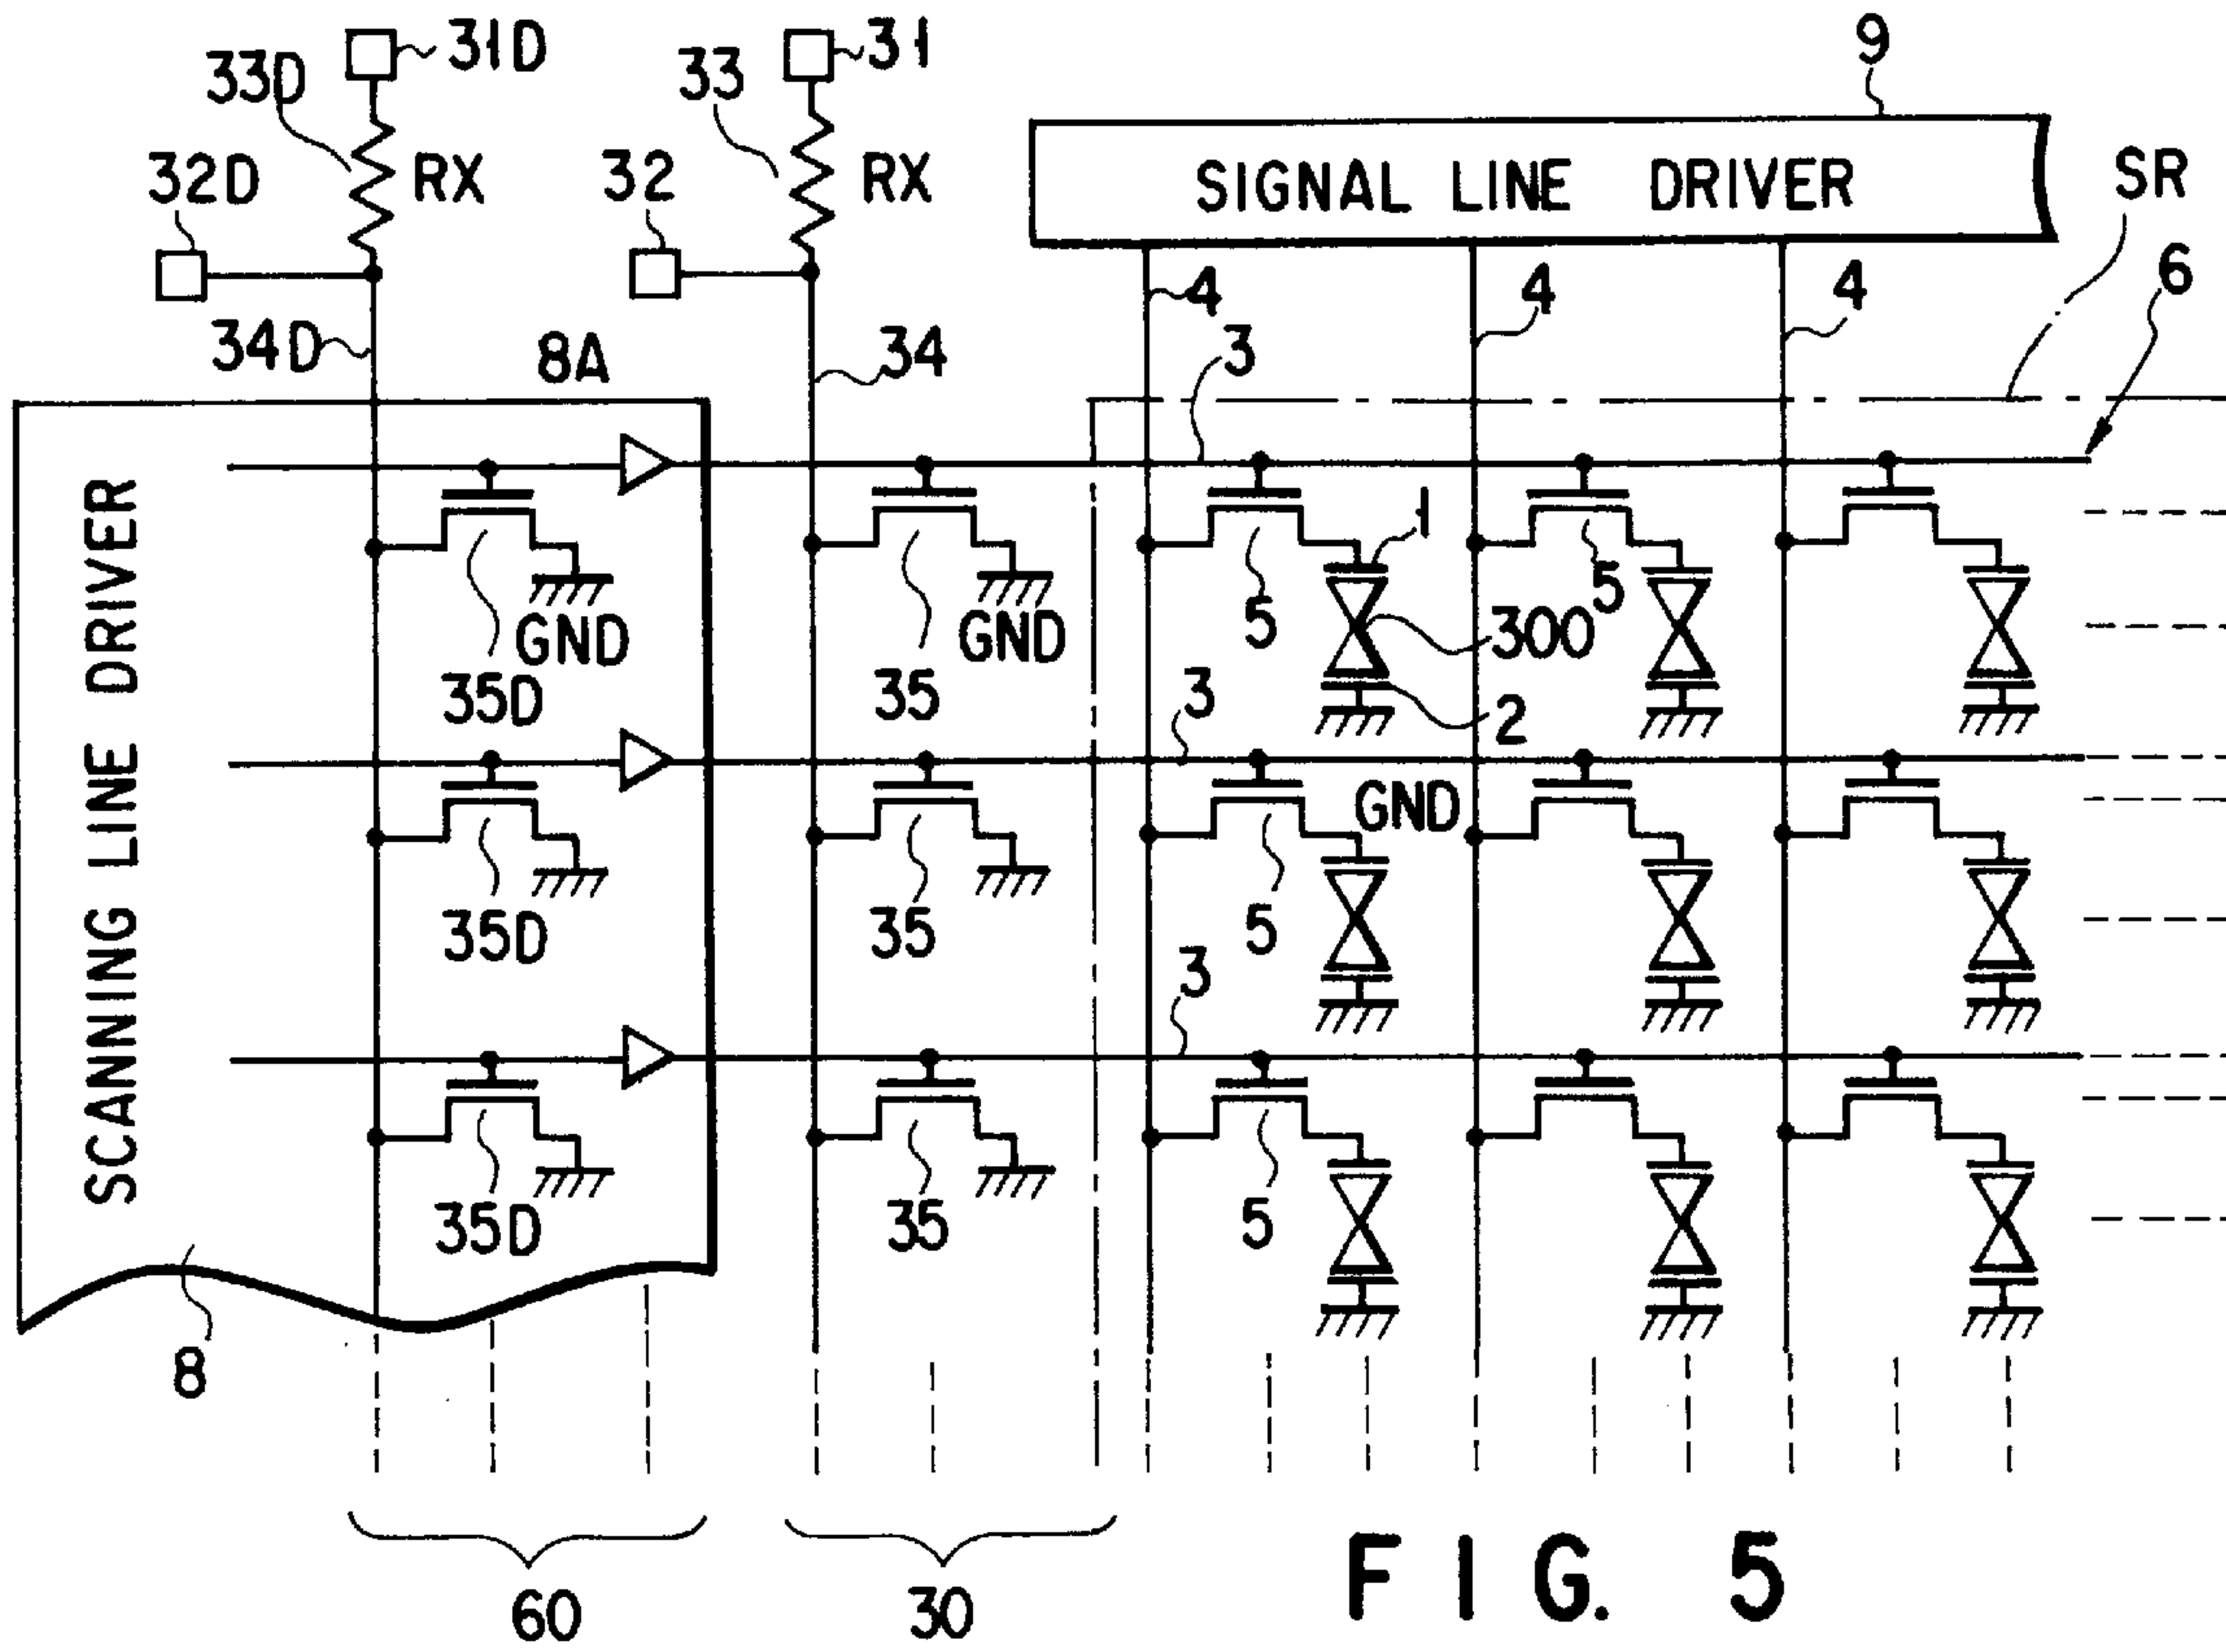 31D
31
9
33D
33
32D
RX
32
RX
SIGNAL LINE DRIVER
SR
6
4
4
4
34D
8A
34
3
SCANNING LINE DRIVER
1
5
5
300
GND
GND
35D
35
3
2
GND
35D
35
5
3
35D
35
5
8
60
30
FIG. 5